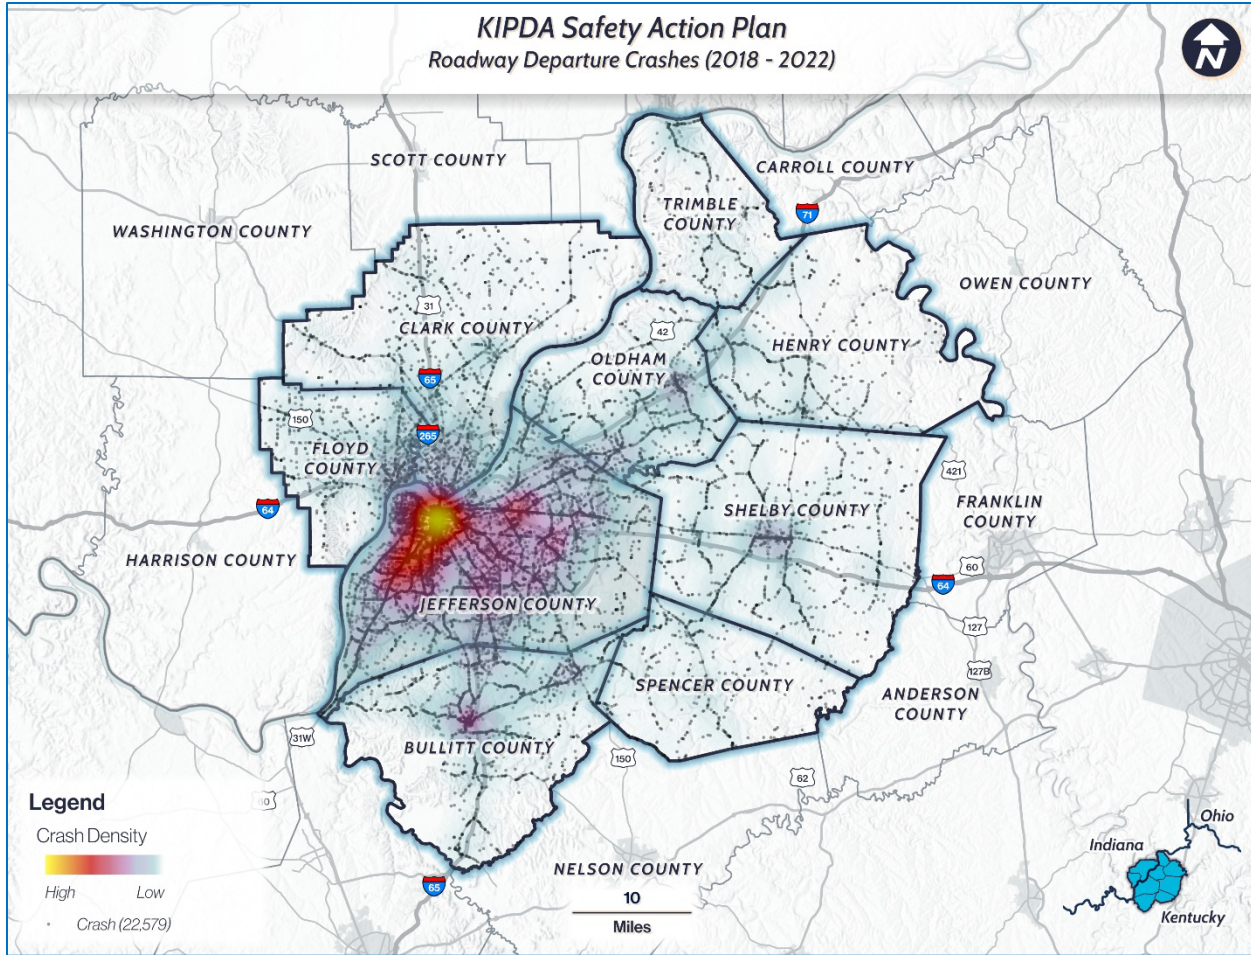 KIPDA Safety Action Plan
Roadway Departure Crashes (2018 - 2022)
N
SCOTT COUNTY
CARROLL COUNTY
TRIMBLE
COUNTY
71
WASHINGTON COUNTY
OWEN COUNTY
31
CLARK COUNTY
42
HENRY COUNTY
OLDHAM
COUNTY
65
150
265
FLOYD
COUNTY
421
64
SHELBY COUNTY
FRANKLIN
COUNTY
HARRISON COUNTY
60
64
JEFFERSON COUNTY
127
127B
SPENCER COUNTY
ANDERSON
COUNTY
31W
BULLITT COUNTY
150
62
Legend
Crash Density
High Low
Crash (22,579)
NELSON COUNTY
65
10
Miles
Ohio
Indiana
Kentucky